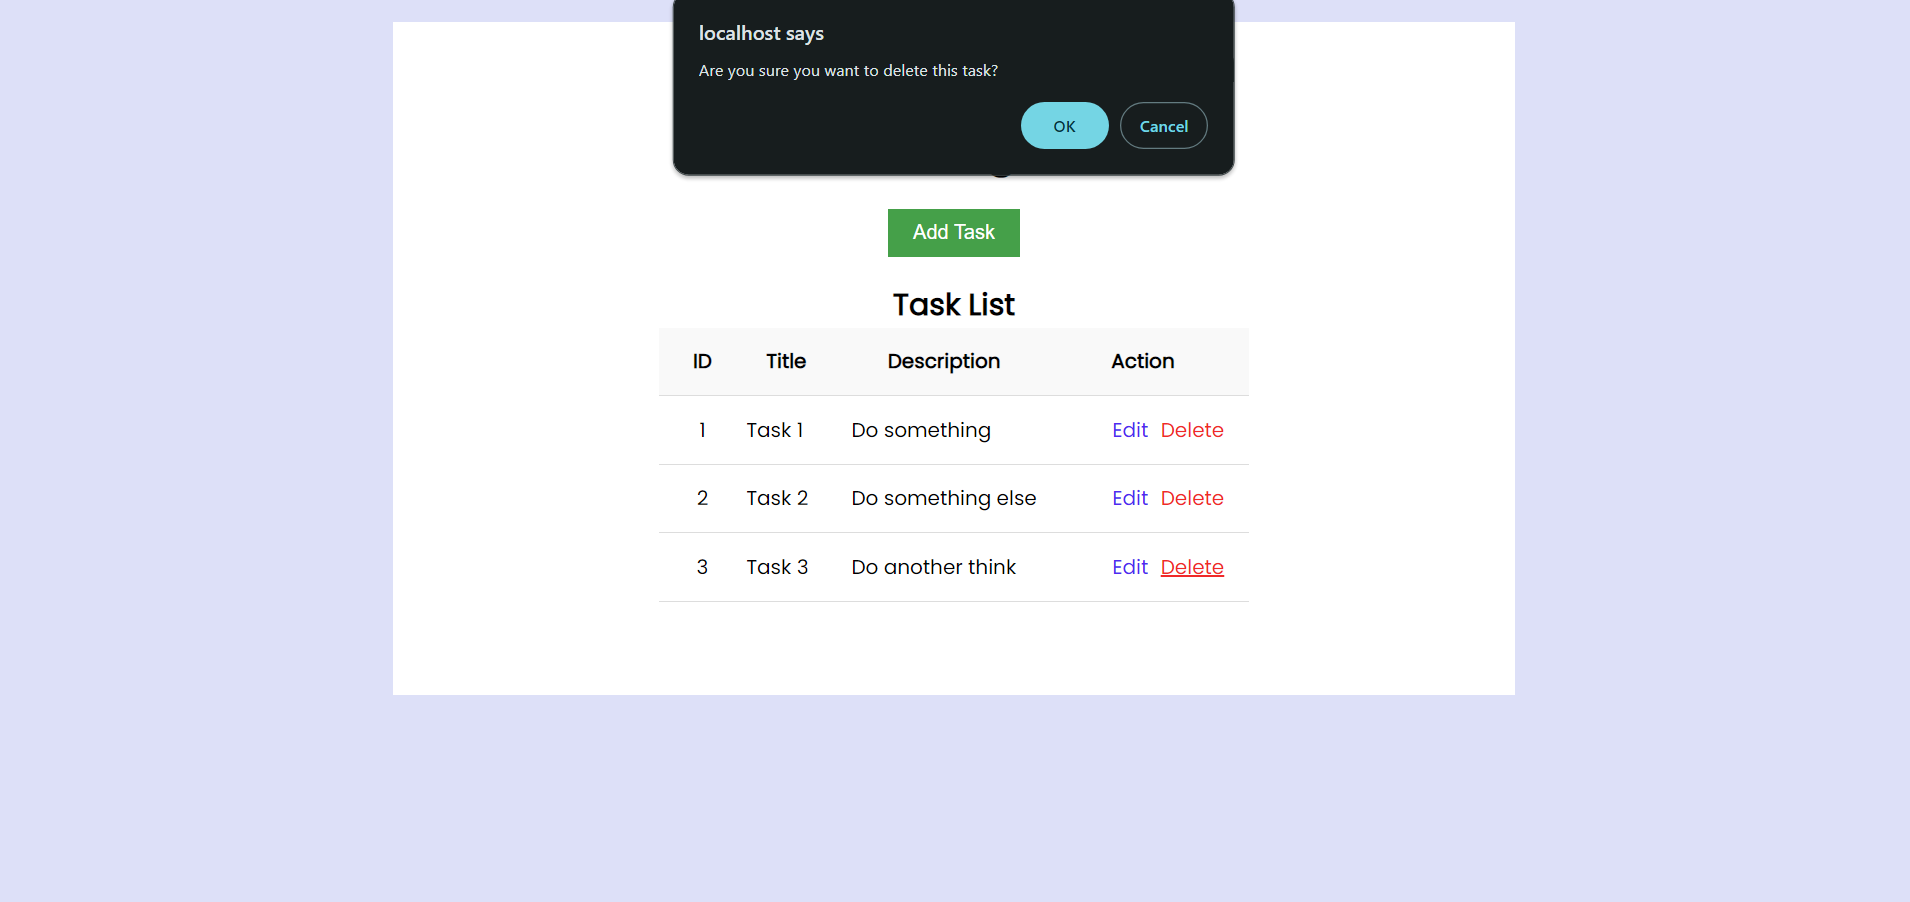 localhost says
Are you sure you want to delete this task?
OK Cancel
Add Task
Task List
ID Title Description Action
1 Task 1 Do something Edit Delete
2 Task 2 Do something else Edit Delete
3 Task 3 Do another think Edit Delete